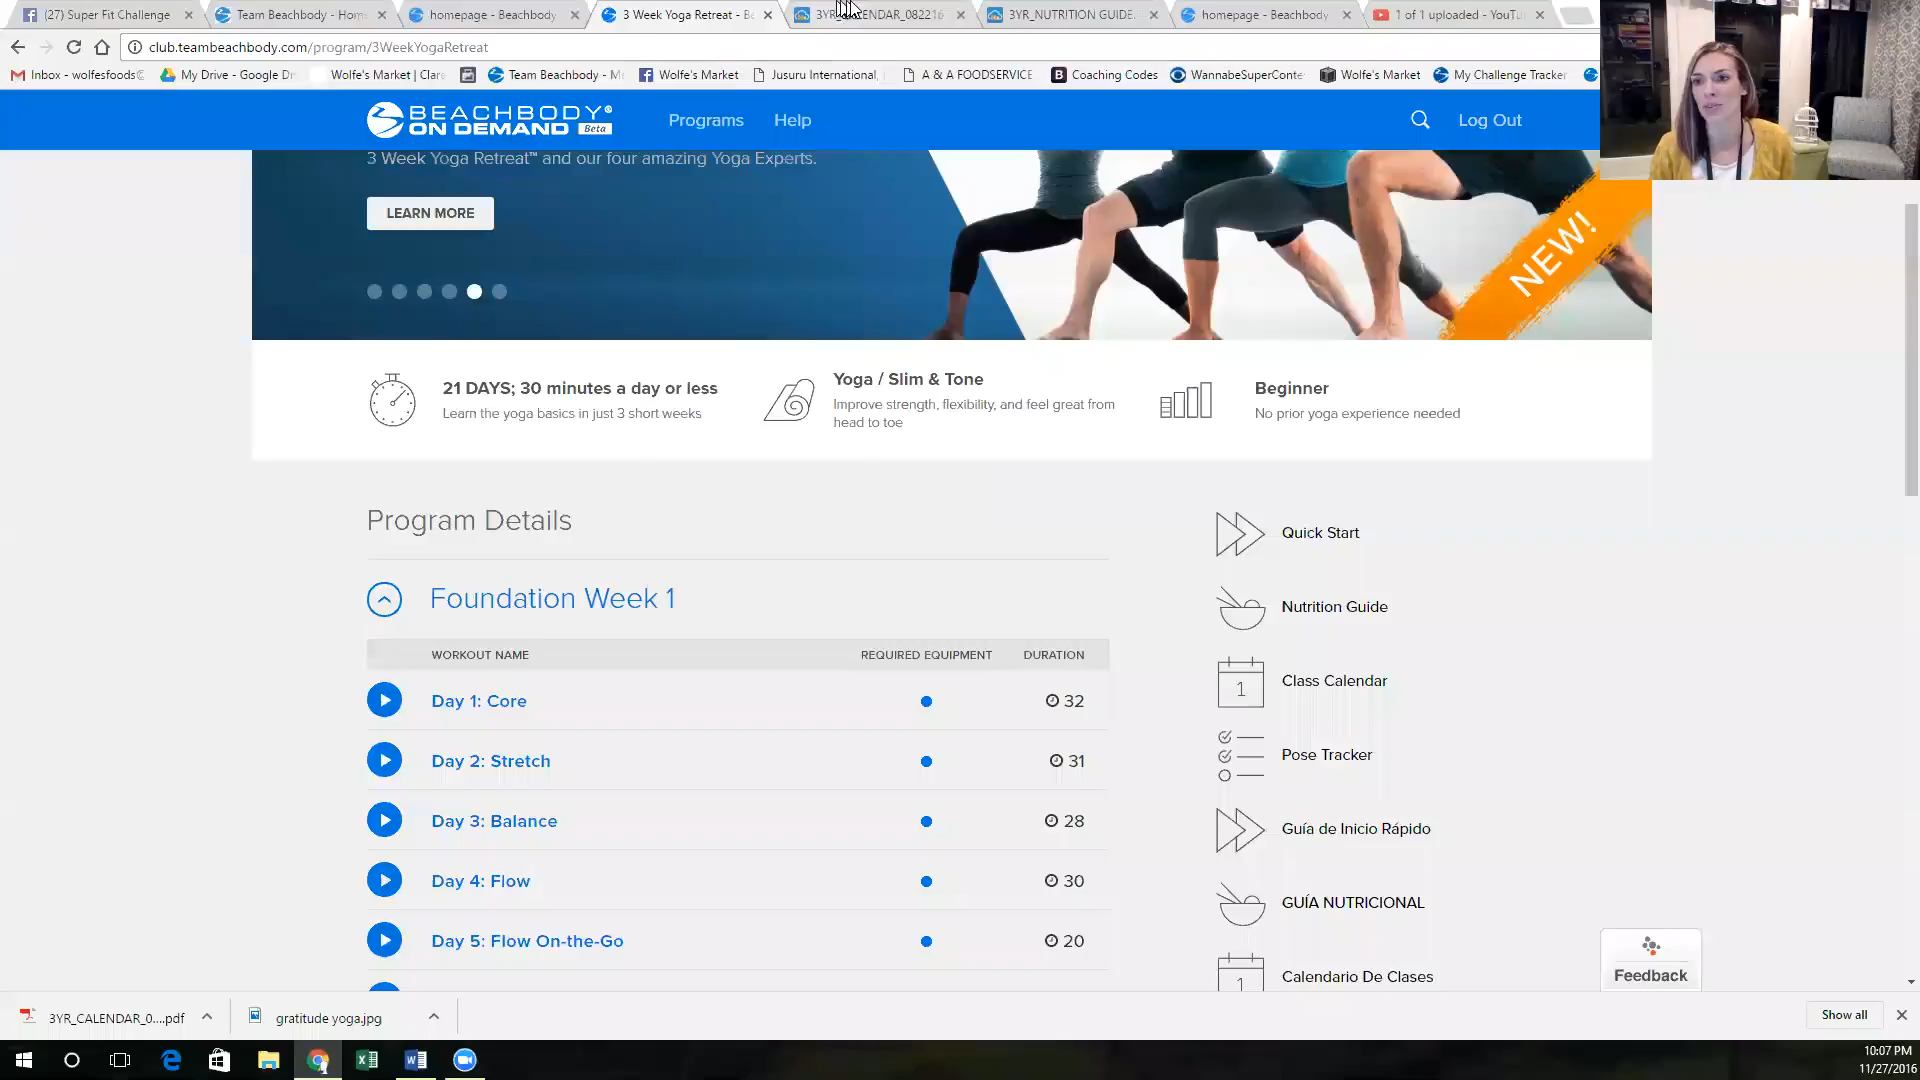 (27) Super Fit Challenge
Team Beachbody - Hom
homepage - Beachbody
3 Week Yoga Retreat - Be
3YR_CALENDAR_082216
3YR_NUTRITION GUIDE.
homepage - Beachbody
1 of 1 uploaded - YouTu
club.teambeachbody.com/program/3WeekYogaRetreat
Inbox - wolfesfoods
My Drive - Google Dr
Wolfe's Market | Clar
Team Beachbody - M
Wolfe's Market
Jusuru International,
A & A FOODSERVICE
Coaching Codes
WannabeSuperConte
Wolfe's Market
My Challenge Tracker
BEACHBODY®
ON DEMAND Beta
Programs
Help
Log Out
3 Week Yoga Retreat™ and our four amazing Yoga Experts.
LEARN MORE
NEW!
21 DAYS; 30 minutes a day or less
Learn the yoga basics in just 3 short weeks
Yoga / Slim & Tone
Improve strength, flexibility, and feel great from
head to toe
Beginner
No prior yoga experience needed
Program Details
Foundation Week 1
WORKOUT NAME REQUIRED EQUIPMENT DURATION
Day 1: Core 32
Day 2: Stretch 31
Day 3: Balance 28
Day 4: Flow 30
Day 5: Flow On-the-Go 20
Quick Start
Nutrition Guide
1
Class Calendar
Pose Tracker
Guía de Inicio Rápido
GUÍA NUTRICIONAL
1
Calendario De Clases
Feedback
3YR_CALENDAR_0....pdf
gratitude yoga.jpg
Show all
10:07 PM
11/27/2016